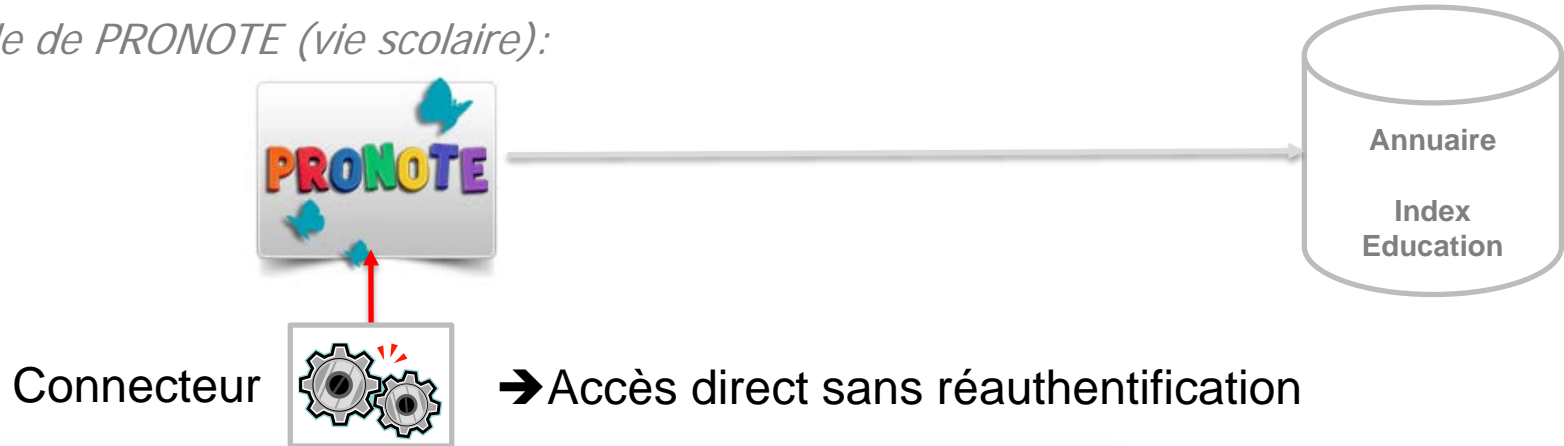 le de PRONOTE (vie scolaire):
PRONOTE
Annuaire
Index
Education
Connecteur
➔Accès direct sans réauthentification